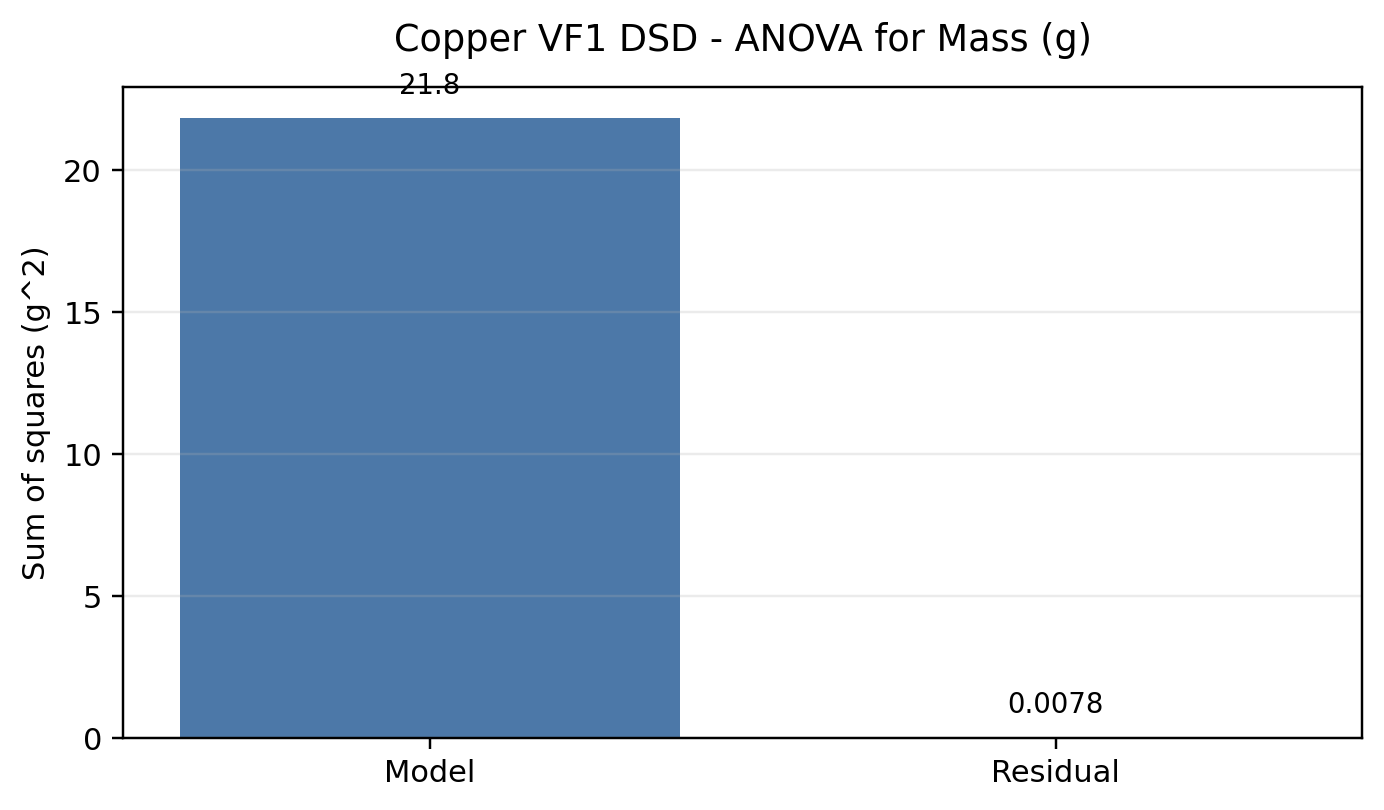 Copper VF1 DSD - ANOVA for Mass (g)
21.8
20
15
10
5
0
Sum of squares (g^2)
0.0078
Model
Residual